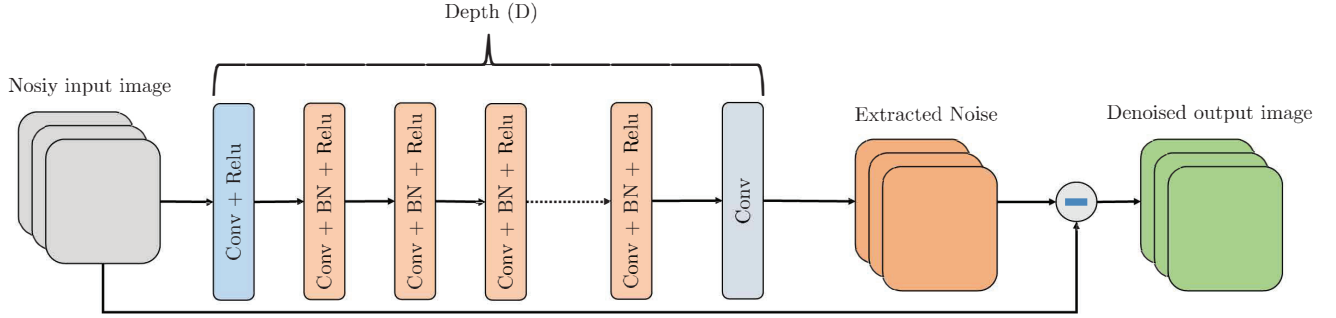 Depth (D)
Nosiy input image
Conv + Relu
Conv + BN + Relu
Conv + BN + Relu
Conv + BN + Relu
Conv + BN + Relu
Conv
Extracted Noise
Denoised output image